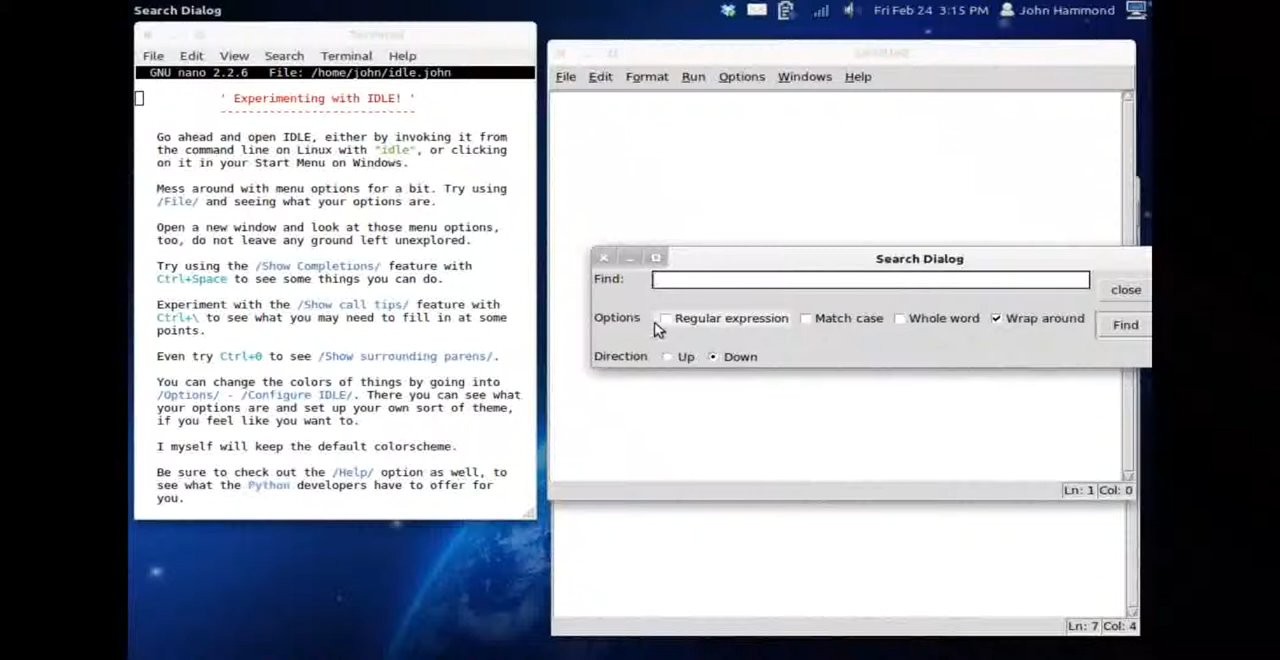 Search Dialog
Fri Feb 24 3:15 PM John Hammond
Terminal
File Edit View Search Terminal Help
GNU nano 2.2.6 File: /home/john/idle.john
' Experimenting with IDLE! '
---------------------------
Go ahead and open IDLE, either by invoking it from
the command line on Linux with "idle", or clicking
on it in your Start Menu on Windows.
Mess around with menu options for a bit. Try using
/File/ and seeing what your options are.
Open a new window and look at those menu options,
too, do not leave any ground left unexplored.
Try using the /Show Completions/ feature with
Ctrl+Space to see some things you can do.
Experiment with the /Show call tips/ feature with
Ctrl+\ to see what you may need to fill in at some
points.
Even try Ctrl+0 to see /Show surrounding parens/.
You can change the colors of things by going into
/Options/ - /Configure IDLE/. There you can see what
your options are and set up your own sort of theme,
if you feel like you want to.
I myself will keep the default colorscheme.
Be sure to check out the /Help/ option as well, to
see what the Python developers have to offer for
you.
Untitled
File Edit Format Run Options Windows Help
Search Dialog
Find:
close
Options Regular expression Match case Whole word Wrap around
Find
Direction Up Down
Ln: 1 Col: 0
Ln: 7 Col: 4